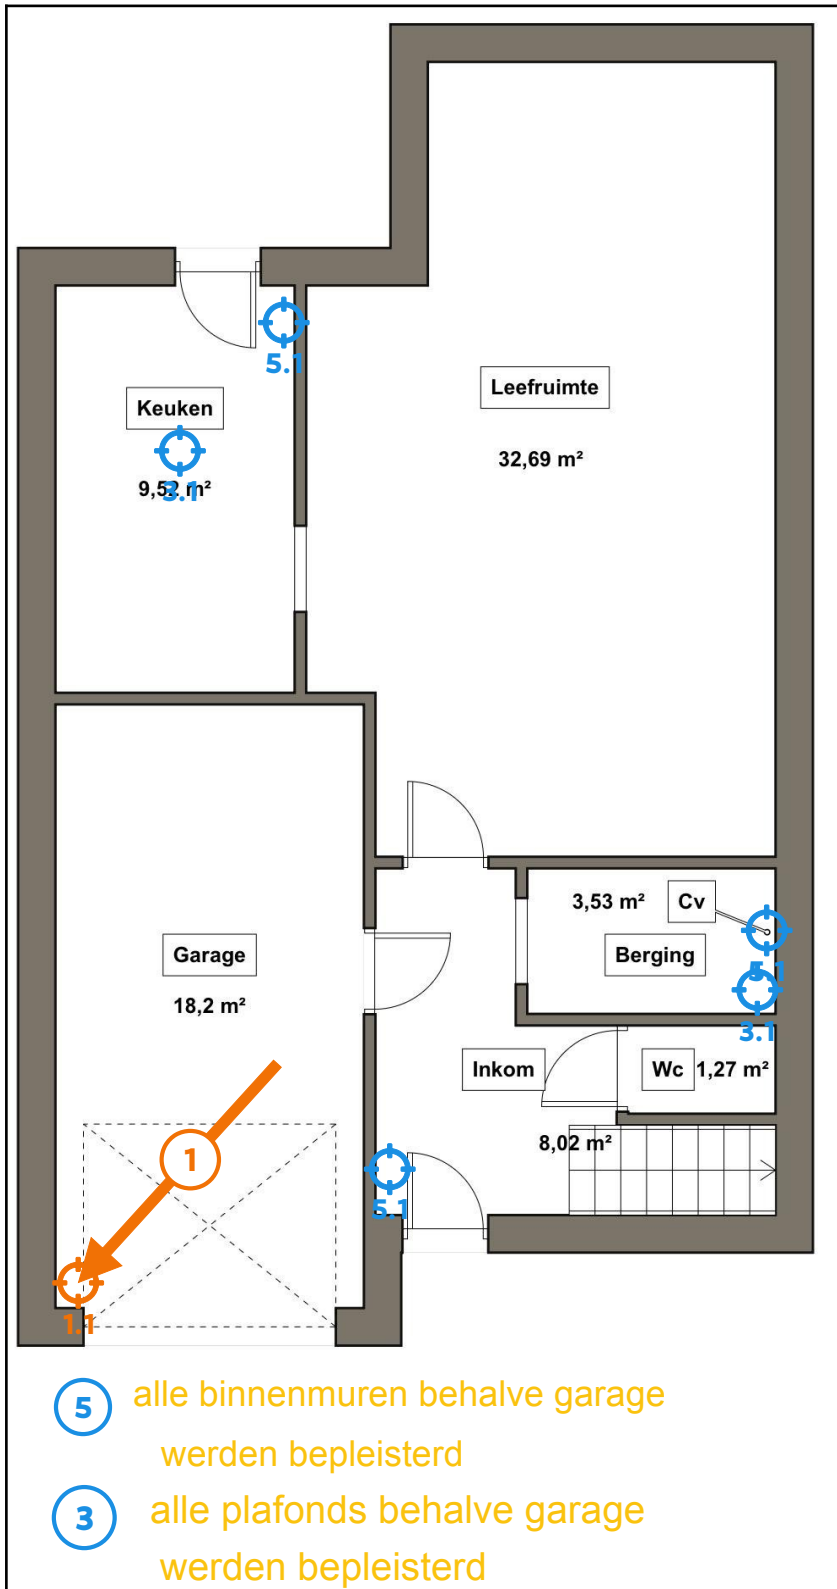 5.1
Keuken
Leefruimte
32,69 m²
9,52 m²
3.1
3,53 m²
Cv
Garage
Berging
5.1
18,2 m²
3.1
Inkom
Wc
1,27 m²
8,02 m²
1
5.1
1.1
5 alle binnenmuren behalve garage
werden bepleisterd
3 alle plafonds behalve garage
werden bepleisterd